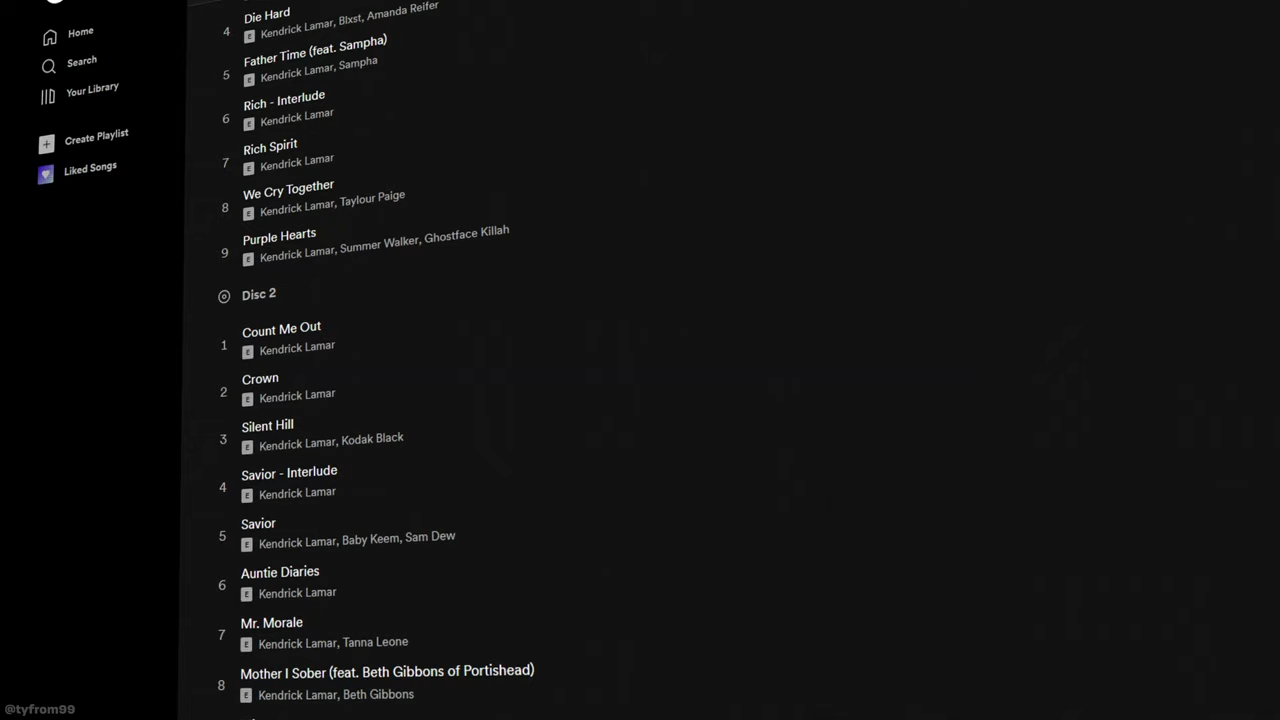 Home
Search
Your Library
Create Playlist
Liked Songs
4
Die Hard
E Kendrick Lamar, Blxst, Amanda Reifer
5
Father Time (feat. Sampha)
E Kendrick Lamar, Sampha
6
Rich - Interlude
E Kendrick Lamar
7
Rich Spirit
E Kendrick Lamar
8
We Cry Together
E Kendrick Lamar, Taylour Paige
9
Purple Hearts
E Kendrick Lamar, Summer Walker, Ghostface Killah
Disc 2
1
Count Me Out
E Kendrick Lamar
2
Crown
E Kendrick Lamar
3
Silent Hill
E Kendrick Lamar, Kodak Black
4
Savior - Interlude
E Kendrick Lamar
5
Savior
E Kendrick Lamar, Baby Keem, Sam Dew
6
Auntie Diaries
E Kendrick Lamar
7
Mr. Morale
E Kendrick Lamar, Tanna Leone
8
Mother I Sober (feat. Beth Gibbons of Portishead)
E Kendrick Lamar, Beth Gibbons
@tyfrom99